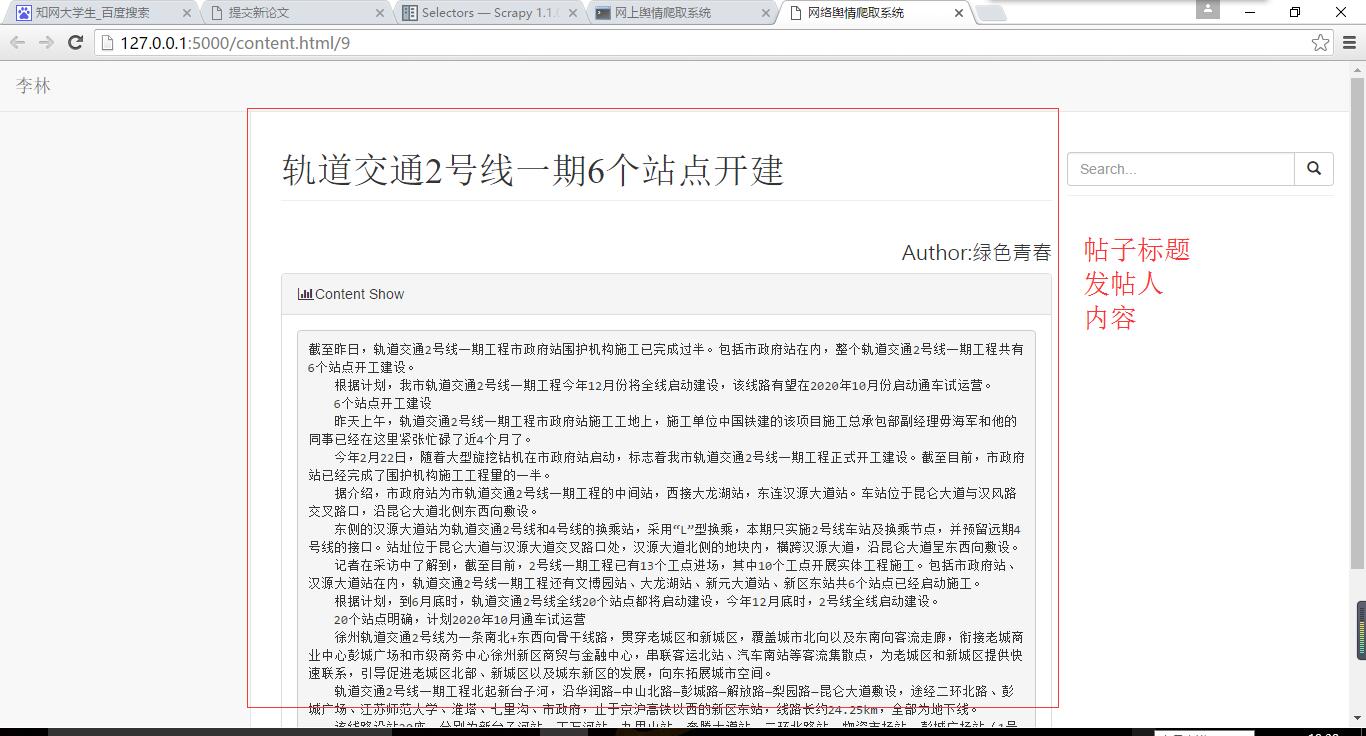 知网大学生_百度搜索
提交新论文
Selectors — Scrapy 1.1.
网上舆情爬取系统
网络舆情爬取系统
127.0.0.1:5000/content.html/9
李林
轨道交通2号线一期6个站点开建
Search...
Author:绿色青春
帖子标题
发帖人
内容
Content Show
截至昨日，轨道交通2号线一期工程市政府站围护机构施工已完成过半。包括市政府站在内，整个轨道交通2号线一期工程共有
6个站点开工建设。
根据计划，我市轨道交通2号线一期工程今年12月份将全线启动建设，该线路有望在2020年10月份启动通车试运营。
6个站点开工建设
昨天上午，轨道交通2号线一期工程市政府站施工工地上，施工单位中国铁建的该项目施工总承包部副经理毋海军和他的
同事已经在这里紧张忙碌了近4个月了。
今年2月22日，随着大型旋挖钻机在市政府站启动，标志着我市轨道交通2号线一期工程正式开工建设。截至目前，市政府
站已经完成了围护机构施工工程量的一半。
据介绍，市政府站为市轨道交通2号线一期工程的中间站，西接大龙湖站，东连汉源大道站。车站位于昆仑大道与汉风路
交叉路口，沿昆仑大道北侧东西向敷设。
东侧的汉源大道站为轨道交通2号线和4号线的换乘站，采用“L”型换乘，本期只实施2号线车站及换乘节点，并预留远期4
号线的接口。站址位于昆仑大道与汉源大道交叉路口处，汉源大道北侧的地块内，横跨汉源大道，沿昆仑大道呈东西向敷设。
记者在采访中了解到，截至目前，2号线一期工程已有13个工点进场，其中10个工点开展实体工程施工。包括市政府站、
汉源大道站在内，轨道交通2号线一期工程还有文博园站、大龙湖站、新元大道站、新区东站共6个站点已经启动施工。
根据计划，到6月底时，轨道交通2号线全线20个站点都将启动建设，今年12月底时，2号线全线启动建设。
20个站点明确，计划2020年10月通车试运营
徐州轨道交通2号线为一条南北+东西向骨干线路，贯穿老城区和新城区，覆盖城市北向以及东南向客流走廊，衔接老城商
业中心彭城广场和市级商务中心徐州新区商贸与金融中心，串联客运北站、汽车南站等客流集散点，为老城区和新城区提供快
速联系，引导促进老城区北部、新城区以及城东新区的发展，向东拓展城市空间。
轨道交通2号线一期工程北起新台子河，沿华润路—中山北路—彭城路—解放路—梨园路—昆仑大道敷设，途经二环北路、彭
城广场、江苏师范大学、淮塔、七里沟、市政府，止于京沪高铁以西的新区东站，线路长约24.25km，全部为地下线。